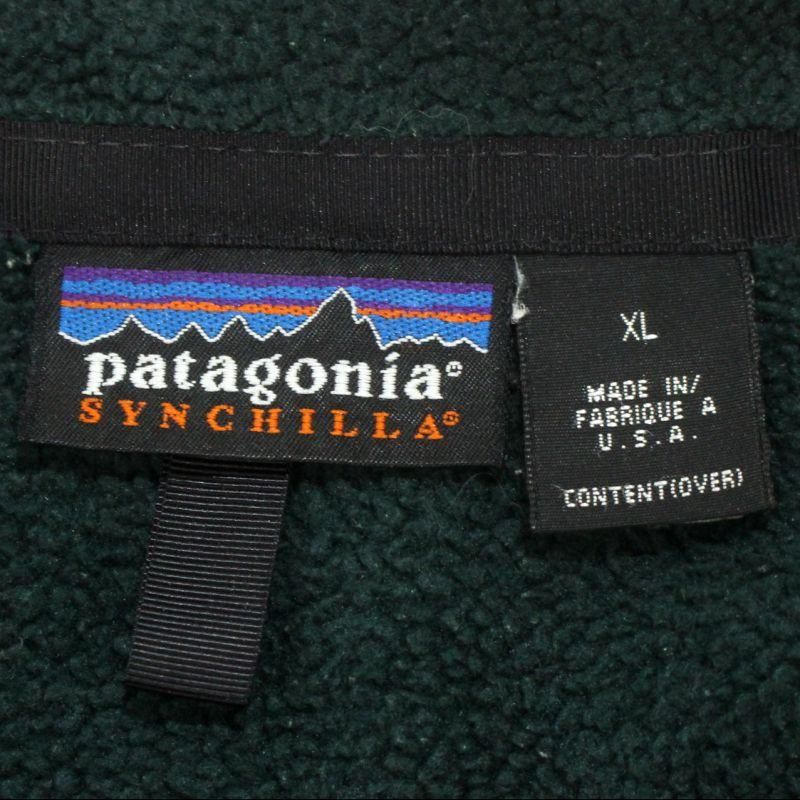 patagonia®
SYNCHILLA®
XL
MADE IN/
FABRIQUE A
U.S.A.
CONTENT(OVER)